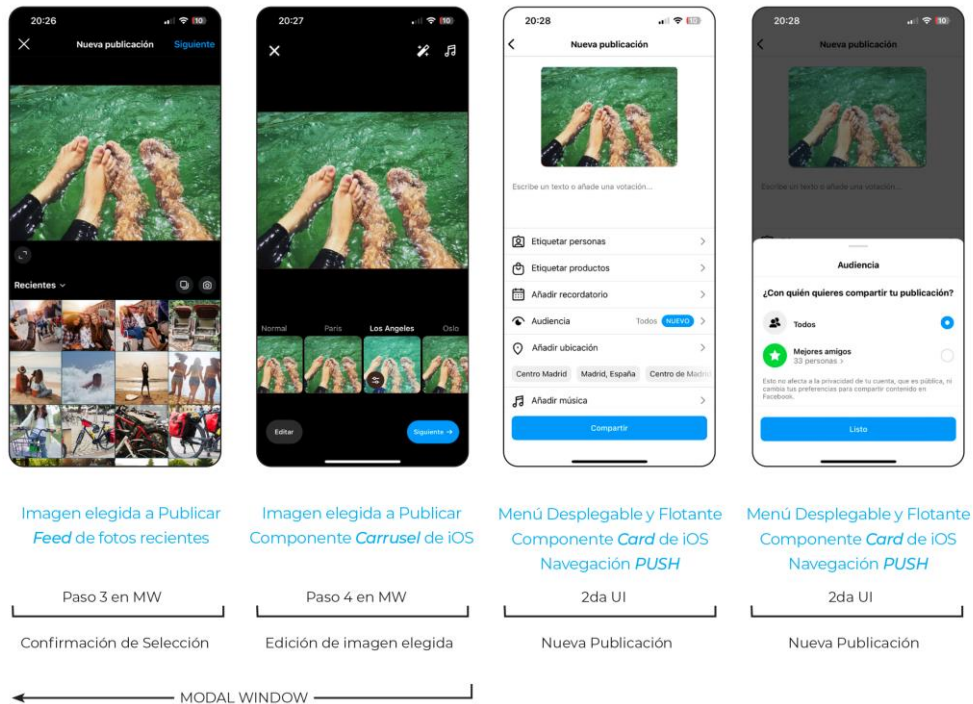 20:26
10
Nueva publicación
Siguiente
Recientes
20:27
10
Normal
Paris
Los Angeles
Oslo
Editar
Siguiente →
20:28
10
Nueva publicación
Escribe un texto o añade una votación...
Etiquetar personas
Etiquetar productos
Añadir recordatorio
Audiencia
Todos
NUEVO
Añadir ubicación
Centro Madrid
Madrid, España
Centro de Madrid
Añadir música
Compartir
20:28
10
Nueva publicación
Escribe un texto o añade una votación...
Audiencia
¿Con quién quieres compartir tu publicación?
Todos
Mejores amigos
33 personas >
Esto no afecta a la privacidad de tu cuenta, que es pública, ni
cambia tus preferencias para compartir contenido en
Facebook.
Listo
Imagen elegida a Publicar
Feed de fotos recientes
Paso 3 en MW
Confirmación de Selección
Imagen elegida a Publicar
Componente Carrusel de iOS
Paso 4 en MW
Edición de imagen elegida
Menú Desplegable y Flotante
Componente Card de iOS
Navegación PUSH
2da UI
Nueva Publicación
Menú Desplegable y Flotante
Componente Card de iOS
Navegación PUSH
2da UI
Nueva Publicación
MODAL WINDOW